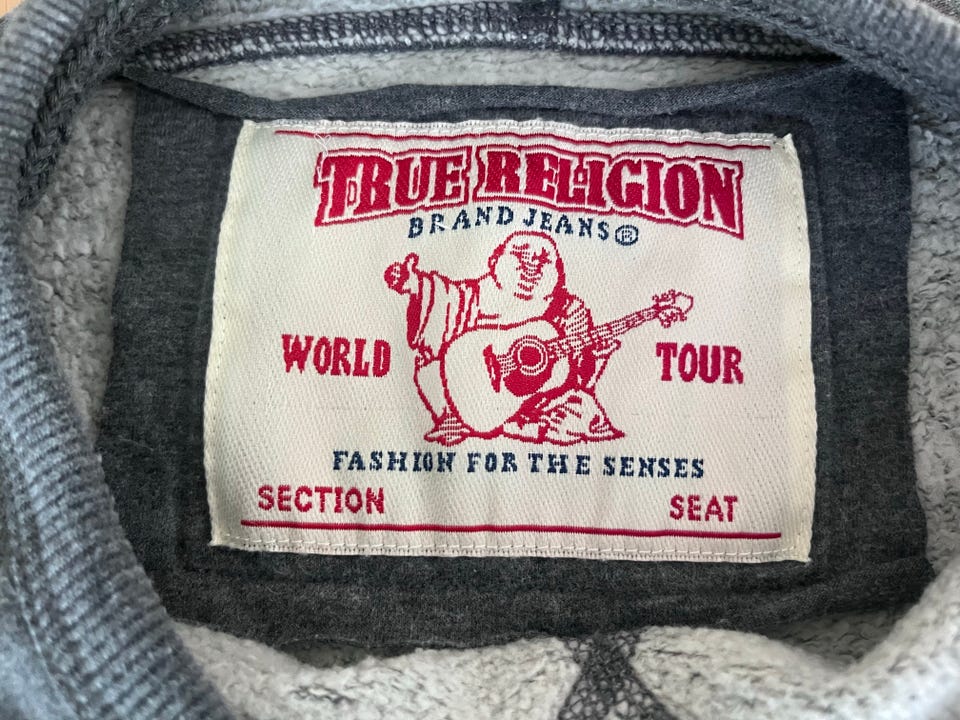 TRUE RELIGION
BRAND JEANS®
WORLD TOUR
FASHION FOR THE SENSES
SECTION SEAT